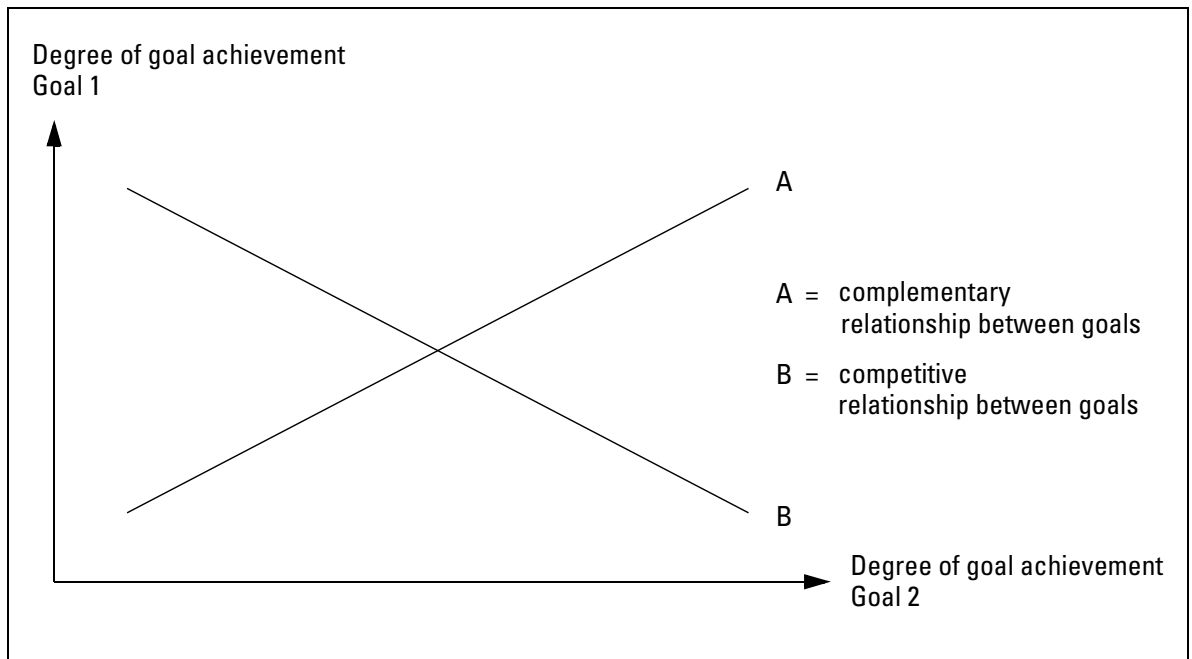 Degree of goal achievement
Goal 1
A
A = complementary
relationship between goals
B = competitive
relationship between goals
B
Degree of goal achievement
Goal 2